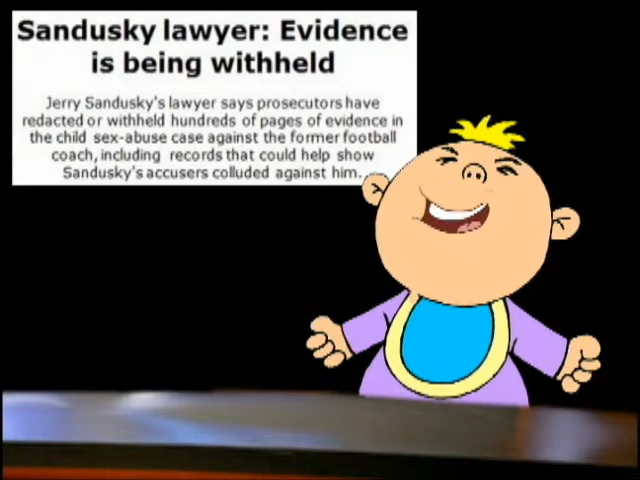 Sandusky lawyer: Evidence
is being withheld
Jerry Sandusky's lawyer says prosecutors have
redacted or withheld hundreds of pages of evidence in
the child sex-abuse case against the former football
coach, including records that could help show
Sandusky's accusers colluded against him.